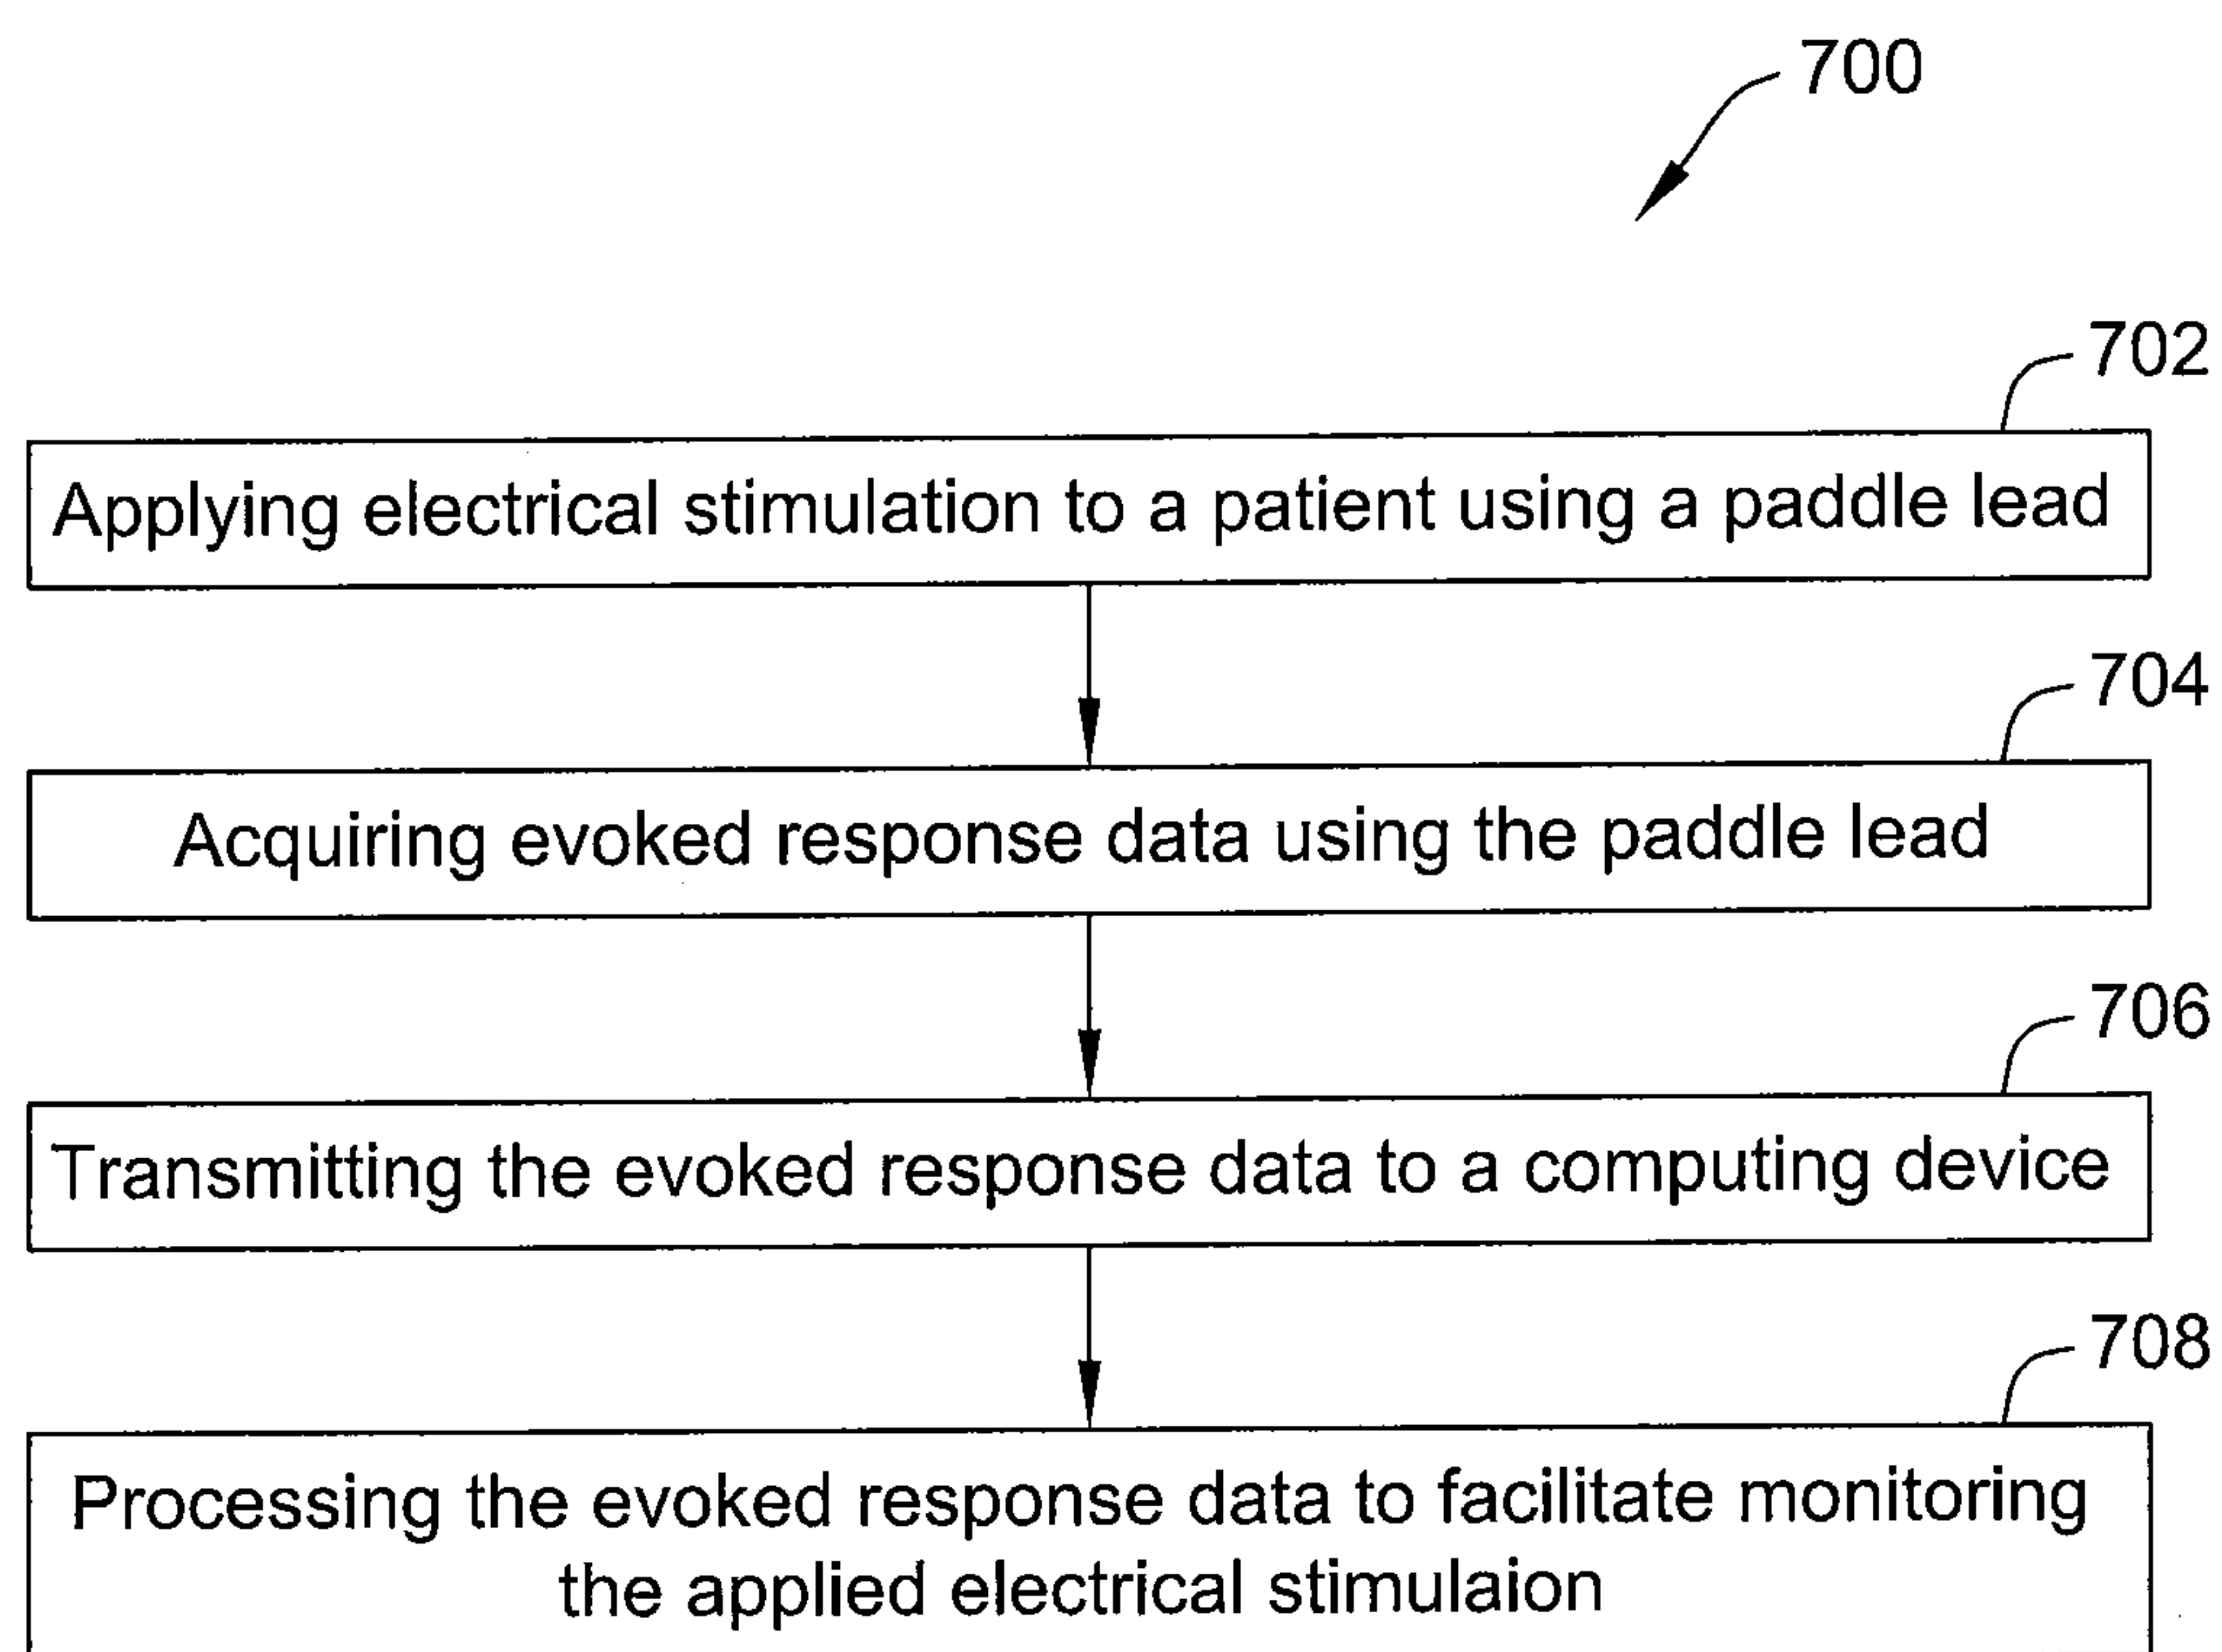 700
702
Applying electrical stimulation to a patient using a paddle lead
704
Acquiring evoked response data using the paddle lead
706
Transmitting the evoked response data to a computing device
708
Processing the evoked response data to facilitate monitoring
the applied electrical stimulaion